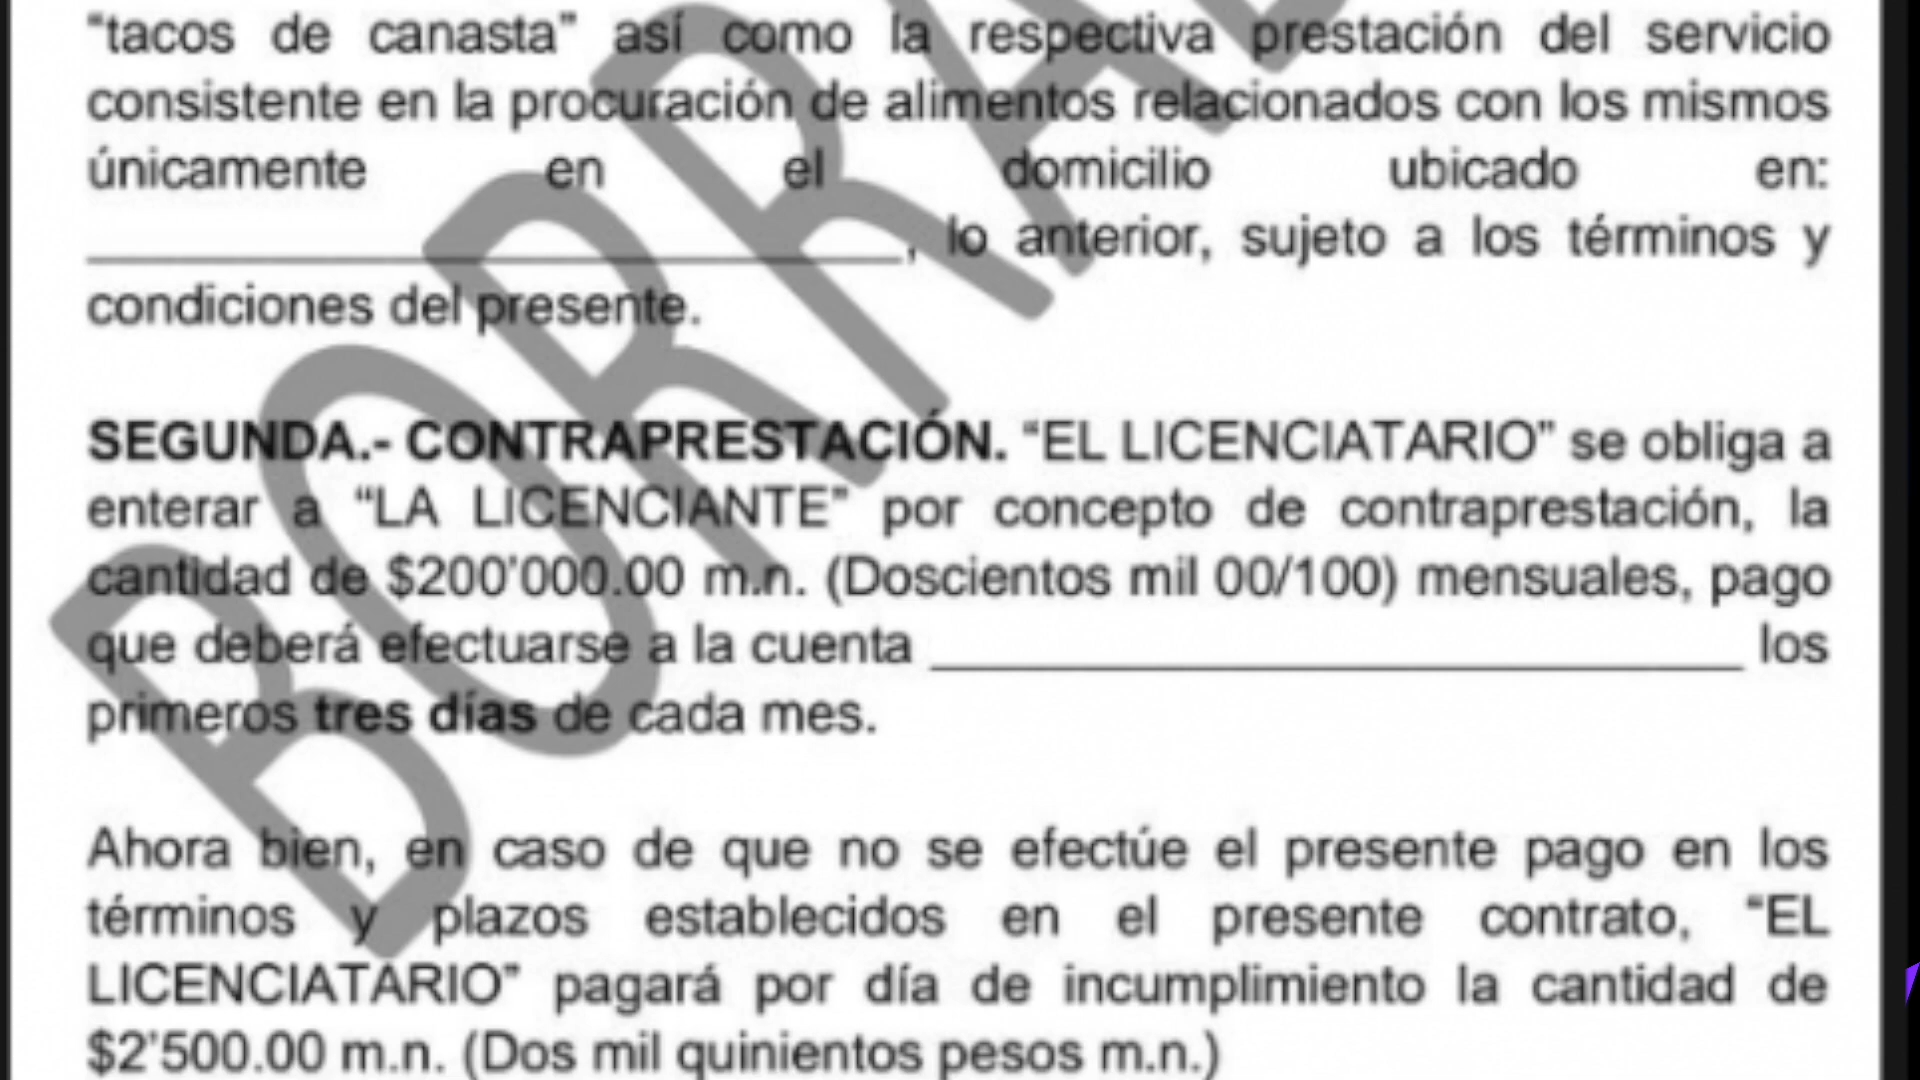 “tacos de canasta” así como la respectiva prestación del servicio
consistente en la procuración de alimentos relacionados con los mismos
únicamente en el domicilio ubicado en:
______________________________, lo anterior, sujeto a los términos y
condiciones del presente.
SEGUNDA.- CONTRAPRESTACIÓN. “EL LICENCIATARIO” se obliga a
enterar a “LA LICENCIANTE” por concepto de contraprestación, la
cantidad de $200’000.00 m.n. (Doscientos mil 00/100) mensuales, pago
que deberá efectuarse a la cuenta ______________________________ los
primeros tres días de cada mes.
Ahora bien, en caso de que no se efectúe el presente pago en los
términos y plazos establecidos en el presente contrato, “EL
LICENCIATARIO” pagará por día de incumplimiento la cantidad de
$2’500.00 m.n. (Dos mil quinientos pesos m.n.)